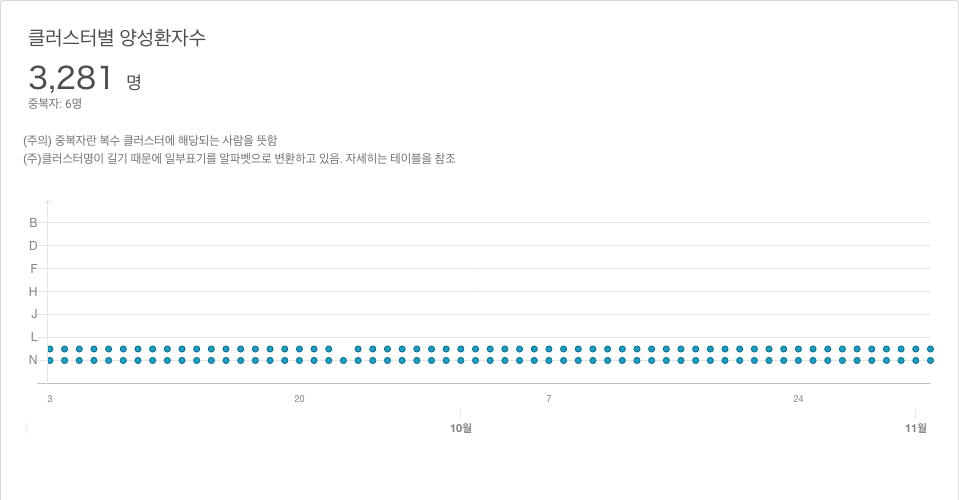 클러스터별 양성환자수
3,281 명
중복자: 6명
(주의) 중복자란 복수 클러스터에 해당되는 사람을 뜻함
(주)클러스터명이 길기 때문에 일부표기를 알파벳으로 변환하고 있음. 자세히는 테이블을 참조
B
D
F
H
J
L
N
3 20 7 24
10월 11월